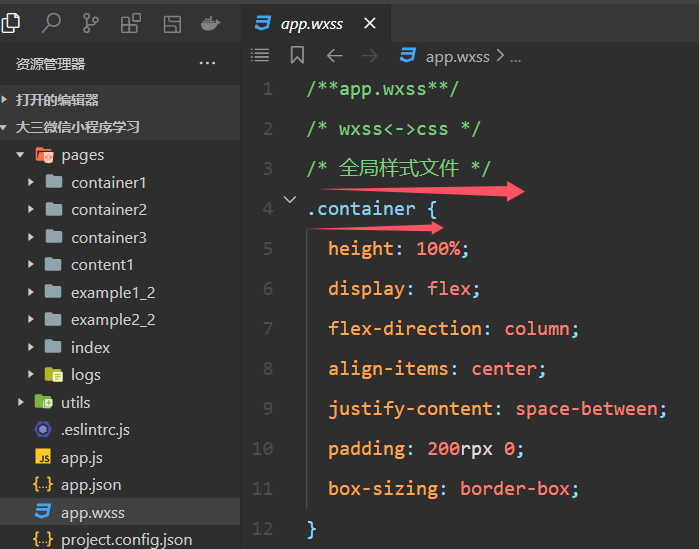 app.wxss
资源管理器
打开的编辑器
大三微信小程序学习
pages
container1
container2
container3
content1
example1_2
example2_2
index
logs
utils
.eslintrc.js
JS app.js
{..} app.json
app.wxss
{..} project.config.json
app.wxss > ...
1 /**app.wxss**/
2 /* wxss<->css */
3 /* 全局样式文件 */
4 .container {
5 height: 100%;
6 display: flex;
7 flex-direction: column;
8 align-items: center;
9 justify-content: space-between;
10 padding: 200rpx 0;
11 box-sizing: border-box;
12 }